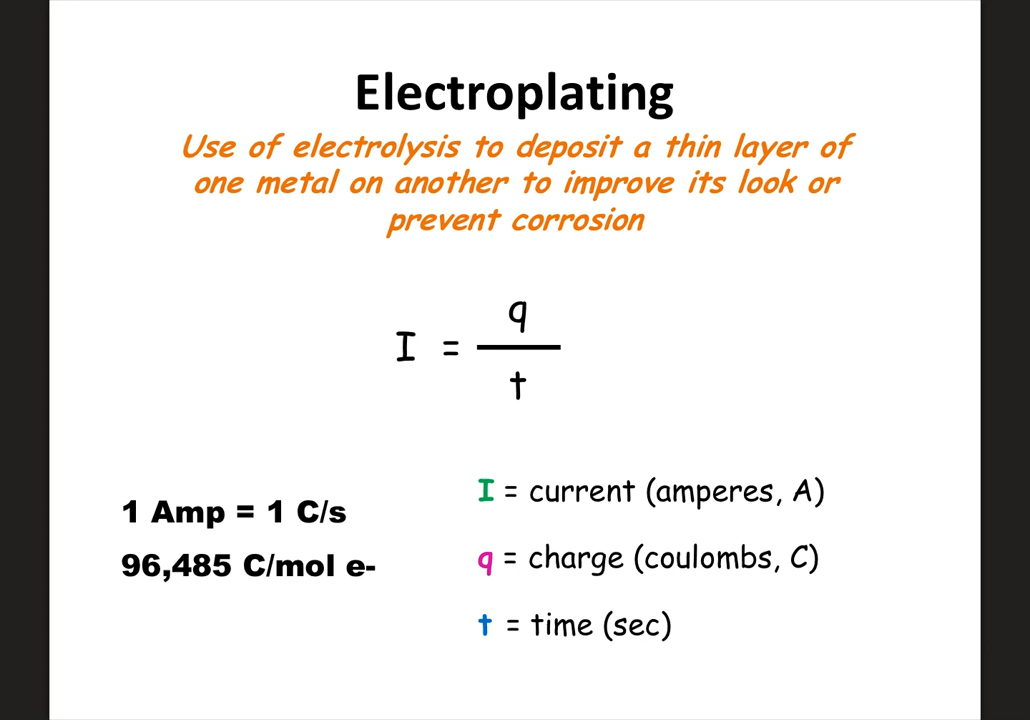 Electroplating
Use of electrolysis to deposit a thin layer of
one metal on another to improve its look or
prevent corrosion
I = q
t
1 Amp = 1 C/s
96,485 C/mol e-
I = current (amperes, A)
q = charge (coulombs, C)
t = time (sec)